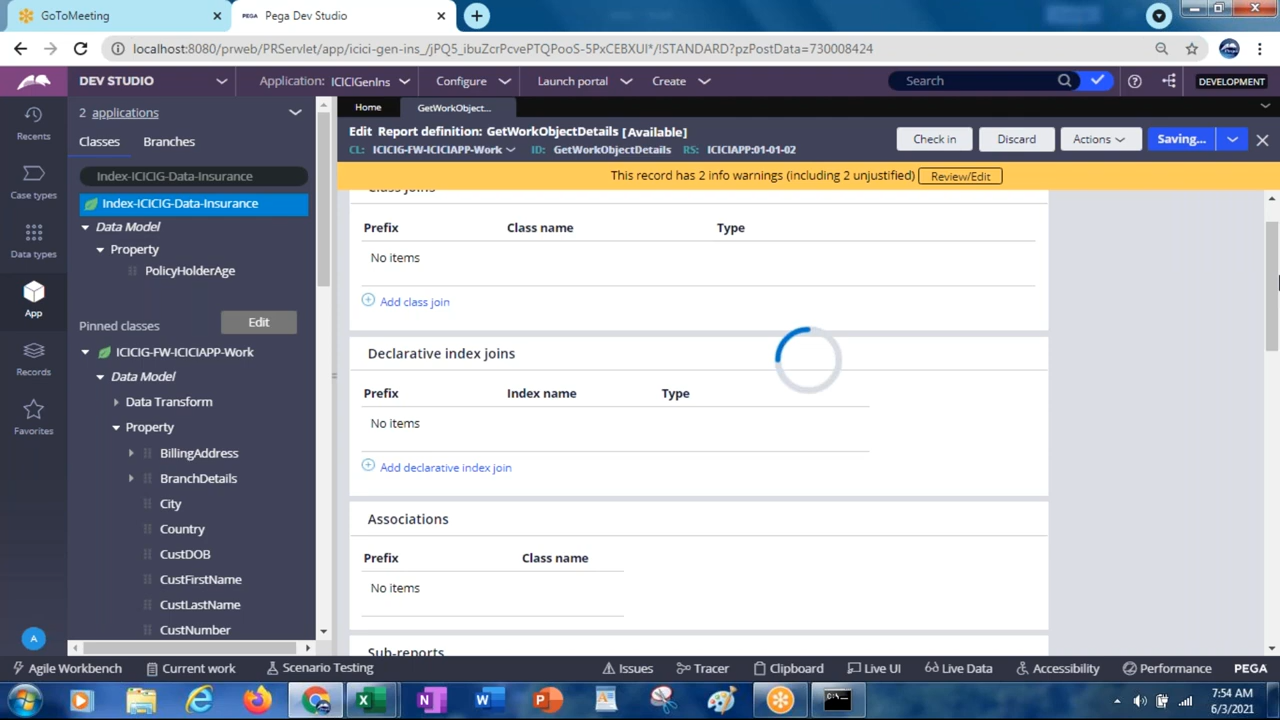 GoToMeeting
PEGA Pega Dev Studio
localhost:8080/prweb/PRServlet/app/icici-gen-ins_/jPQ5_ibuZcrPcvePTQPooS-5PxCEBXUI*/!STANDARD?pzPostData=730008424
DEV STUDIO
Application: ICICIGenIns
Configure
Launch portal
Create
Search
DEVELOPMENT
Recents
Case types
Data types
App
Records
Favorites
A
2 applications
Classes Branches
Index-ICICIG-Data-Insurance
Index-ICICIG-Data-Insurance
Data Model
Property
PolicyHolderAge
Pinned classes Edit
ICICIG-FW-ICICIAPP-Work
Data Model
Data Transform
Property
BillingAddress
BranchDetails
City
Country
CustDOB
CustFirstName
CustLastName
CustNumber
Home GetWorkObject...
Edit Report definition: GetWorkObjectDetails [Available]
CL: ICICIG-FW-ICICIAPP-Work ID: GetWorkObjectDetails RS: ICICIAPP:01-01-02
Check in Discard Actions Saving...
This record has 2 info warnings (including 2 unjustified) Review/Edit
Class joins
Prefix Class name Type
No items
Add class join
Declarative index joins
Prefix Index name Type
No items
Add declarative index join
Associations
Prefix Class name
No items
Sub-reports
Agile Workbench Current work Scenario Testing Issues Tracer Clipboard Live UI Live Data Accessibility Performance PEGA
7:54 AM
6/3/2021